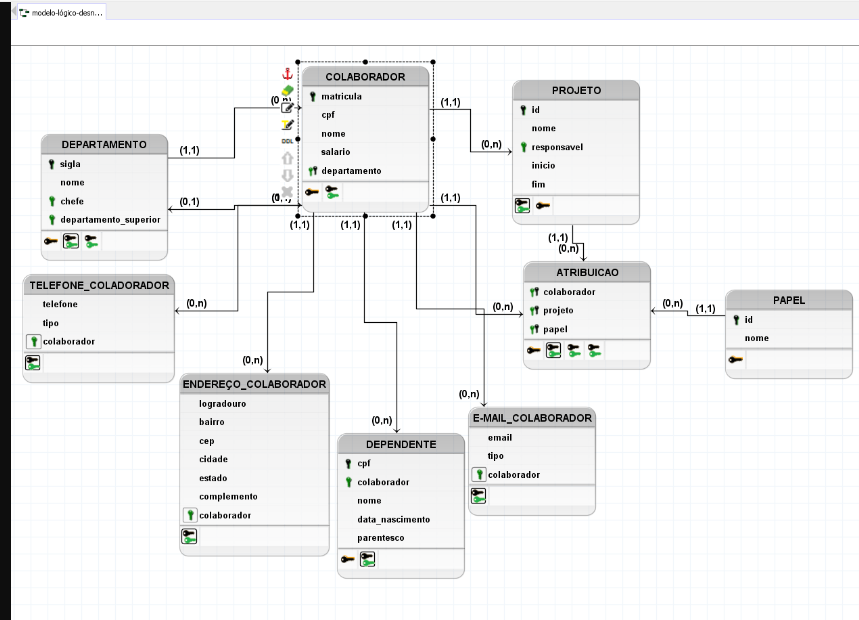 modelo-lógico-desn...
COLABORADOR
matricula
cpf
nome
salario
departamento
DDL
(0,n)
(1,1)
(1,1)
(0,1)
(1,1)
(1,1)
(1,1)
(1,1)
(0,n)
PROJETO
id
nome
responsavel
inicio
fim
DEPARTAMENTO
sigla
nome
chefe
departamento_superior
(1,1)
(0,n)
TELEFONE_COLADORADOR
telefone
tipo
colaborador
(0,n)
ATRIBUICAO
colaborador
projeto
papel
(0,n)
(0,n)
(1,1)
PAPEL
id
nome
(0,n)
ENDEREÇO_COLABORADOR
logradouro
bairro
cep
cidade
estado
complemento
colaborador
(0,n)
DEPENDENTE
cpf
colaborador
nome
data_nascimento
parentesco
(0,n)
E-MAIL_COLABORADOR
email
tipo
colaborador